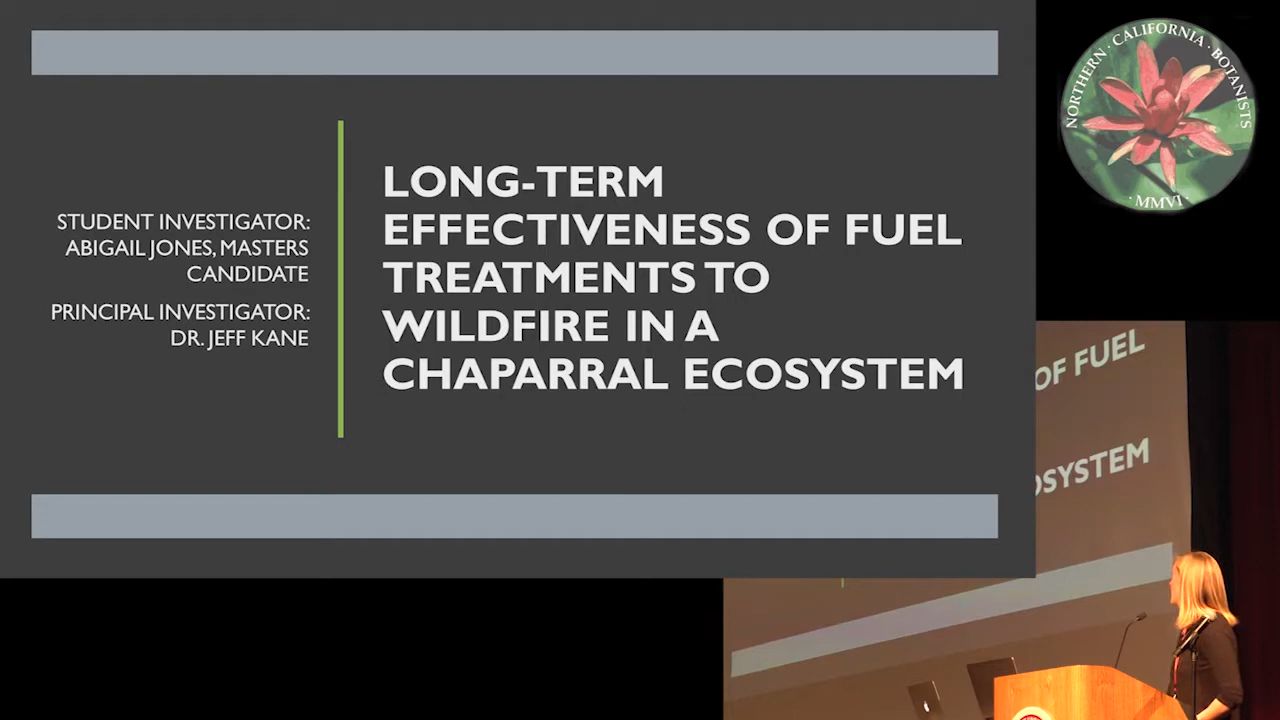 STUDENT INVESTIGATOR:
ABIGAIL JONES, MASTERS
CANDIDATE
PRINCIPAL INVESTIGATOR:
DR. JEFF KANE
LONG-TERM
EFFECTIVENESS OF FUEL
TREATMENTS TO
WILDFIRE IN A
CHAPARRAL ECOSYSTEM
NORTHERN · CALIFORNIA · BOTANISTS
· MMVI ·
OF FUEL
OSYSTEM